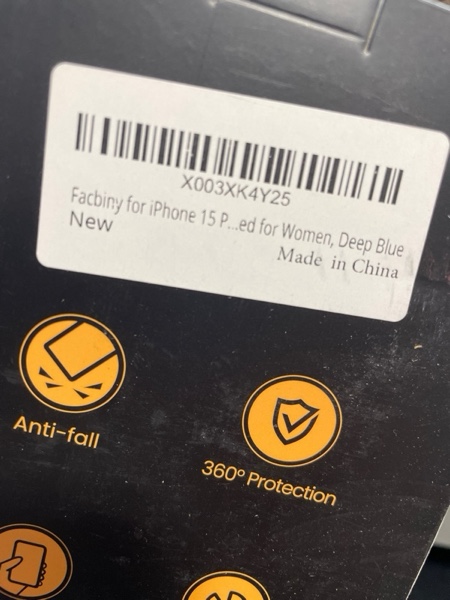 X003XK4Y25
Facbiny for iPhone 15 P...ed for Women, Deep Blue
New
Made in China
Anti-fall
360° Protection